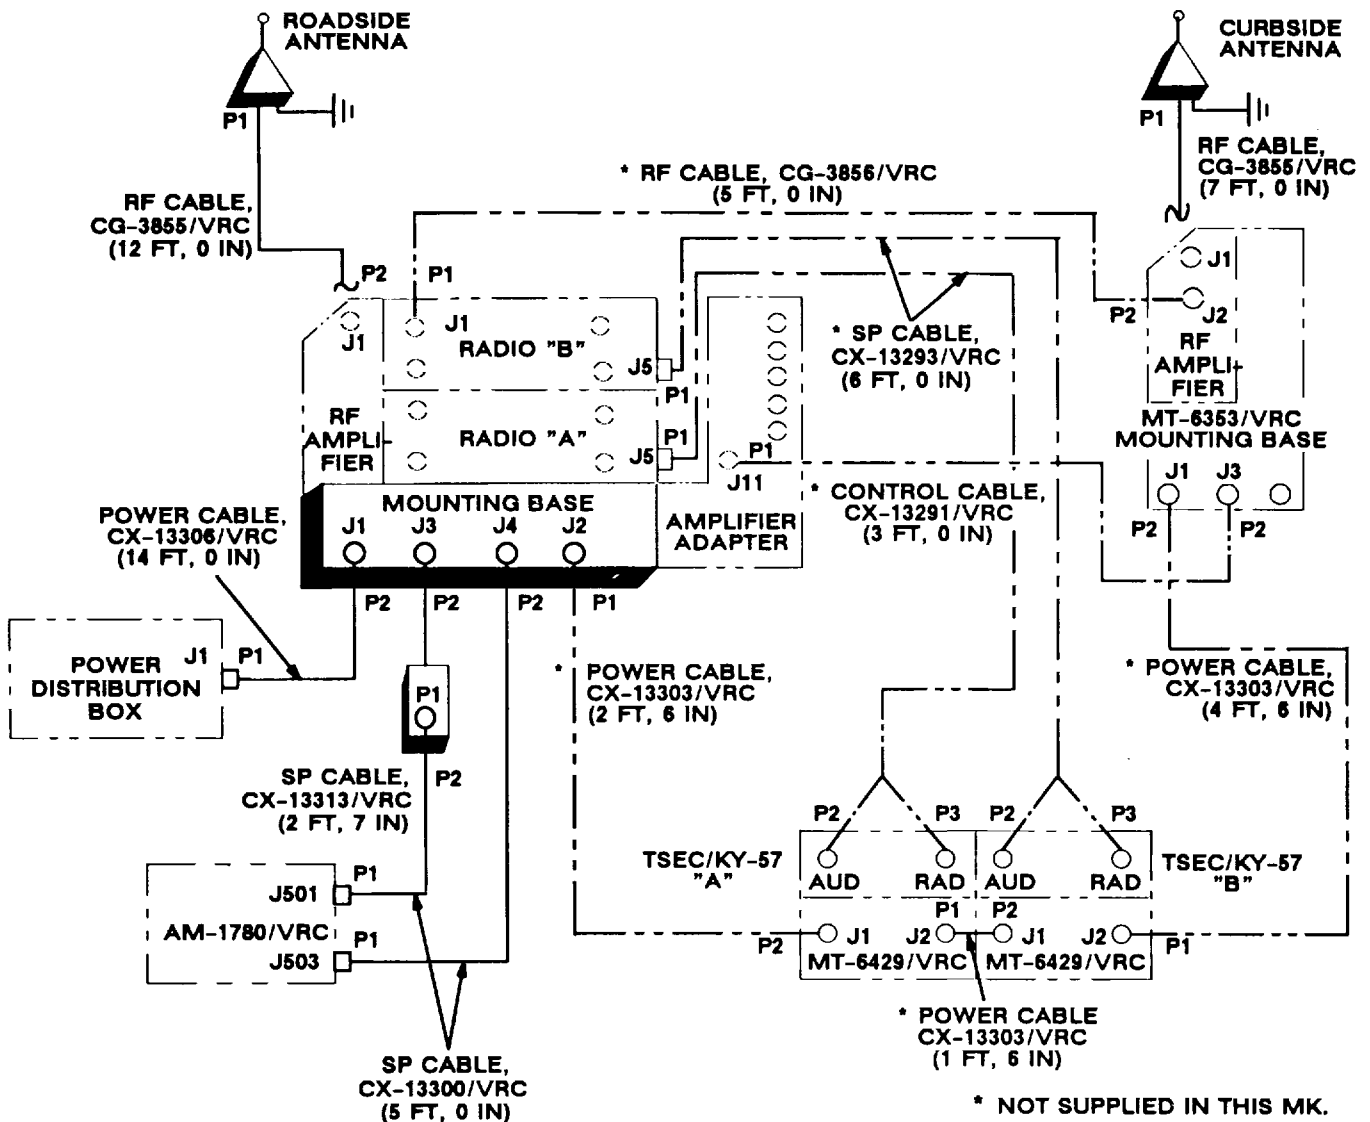 ROADSIDE
ANTENNA
P1
RF CABLE,
CG-3855/VRC
(12 FT, 0 IN)
P2
CURBSIDE
ANTENNA
P1
RF CABLE,
CG-3855/VRC
(7 FT, 0 IN)
* RF CABLE, CG-3856/VRC
(5 FT, 0 IN)
P1
P2
J1
J2
RF
AMPLI-
FIER
MT-6353/VRC
MOUNTING BASE
J1
J3
P2
P2
J1
J1
RADIO "B"
J5
P1
RF
AMPLI-
FIER
RADIO "A"
P1
J5
* SP CABLE,
CX-13293/VRC
(6 FT, 0 IN)
P1
J11
AMPLIFIER
ADAPTER
* CONTROL CABLE,
CX-13291/VRC
(3 FT, 0 IN)
MOUNTING BASE
J1
J3
J4
J2
P2
P2
P2
P1
POWER CABLE,
CX-13306/VRC
(14 FT, 0 IN)
J1
P1
POWER
DISTRIBUTION
BOX
P1
P2
* POWER CABLE,
CX-13303/VRC
(2 FT, 6 IN)
* POWER CABLE,
CX-13303/VRC
(4 FT, 6 IN)
SP CABLE,
CX-13313/VRC
(2 FT, 7 IN)
J501
P1
AM-1780/VRC
J503
P1
SP CABLE,
CX-13300/VRC
(5 FT, 0 IN)
P2
P3
P2
P3
TSEC/KY-57
"A"
AUD
RAD
AUD
RAD
TSEC/KY-57
"B"
P1
P2
P2
J1
J2
J1
J2
P1
MT-6429/VRC
MT-6429/VRC
* POWER CABLE
CX-13303/VRC
(1 FT, 6 IN)
* NOT SUPPLIED IN THIS MK.